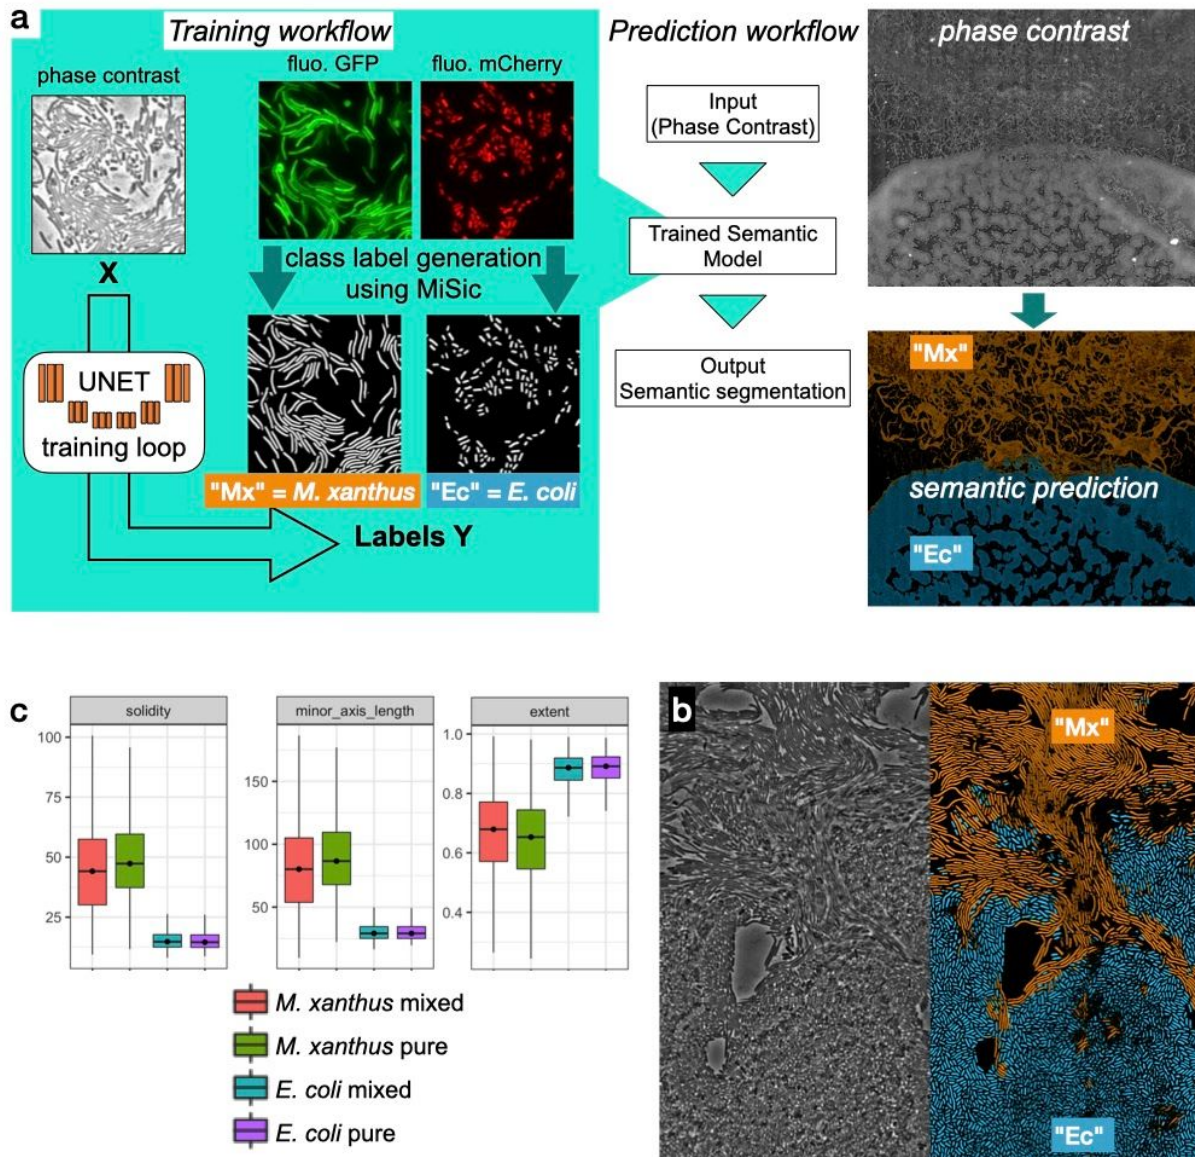 a
Training workflow
phase contrast
fluo. GFP
fluo. mCherry
X
class label generation
using MiSic
UNET
training loop
"Mx" = M. xanthus
"Ec" = E. coli
Labels Y
Prediction workflow
Input
(Phase Contrast)
Trained Semantic
Model
Output
Semantic segmentation
.phase contrast
"Mx"
semantic prediction
"Ec"
c
solidity
100
75
50
25
minor_axis_length
150
100
50
extent
1.0
0.8
0.6
0.4
M. xanthus mixed
M. xanthus pure
E. coli mixed
E. coli pure
b
"Mx"
"Ec"